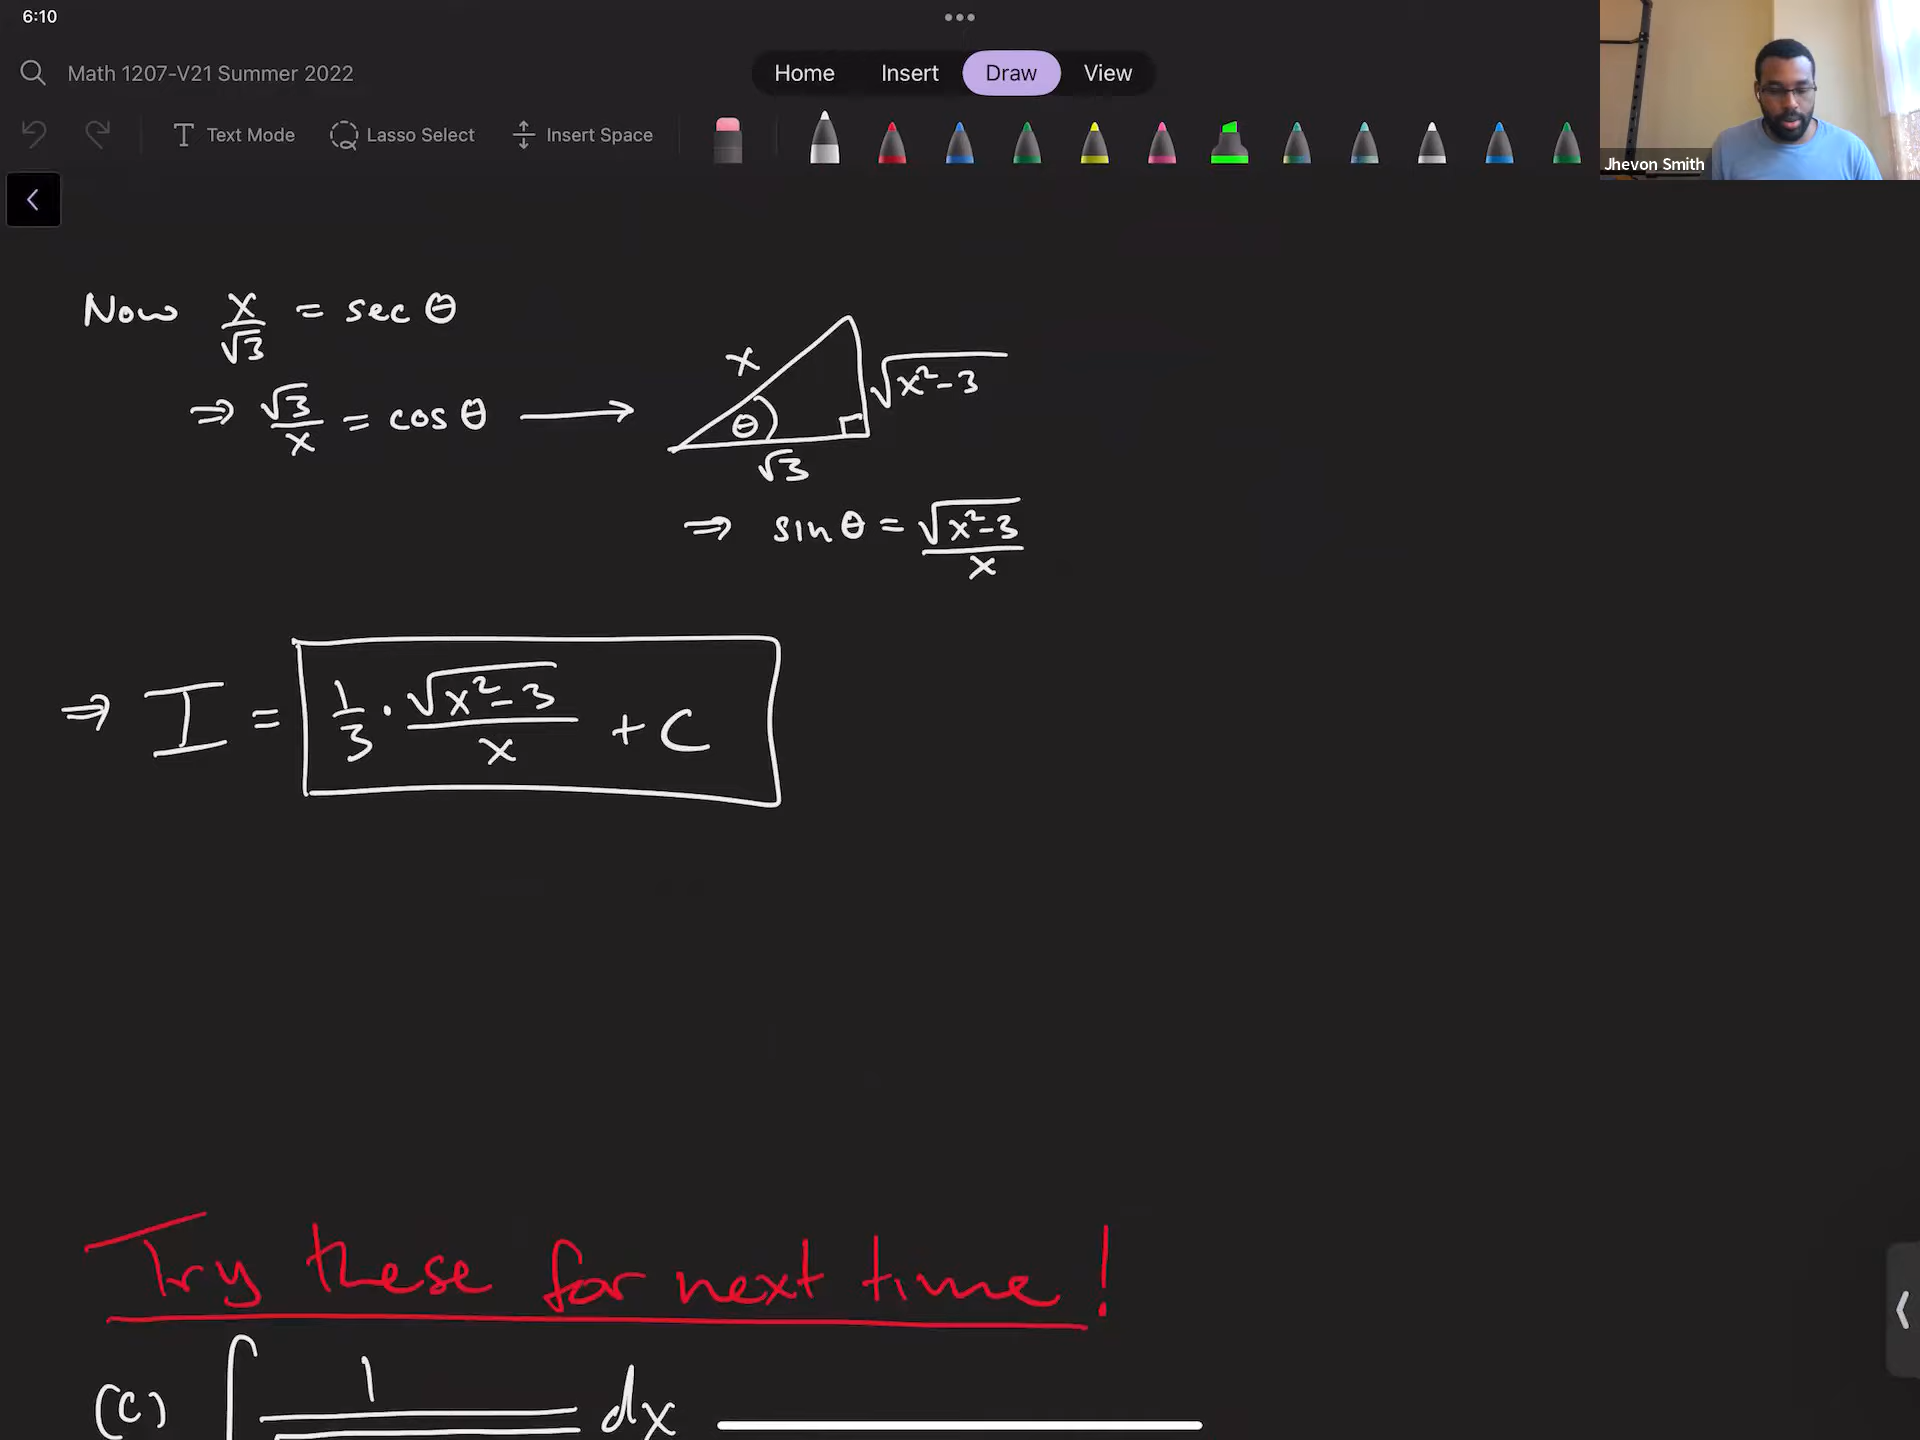 6:10
Math 1207-V21 Summer 2022
Home Insert Draw View
Text Mode Lasso Select Insert Space
Jhevon Smith
Now x/√3 = sec θ
⇒ √3/x = cos θ ⟶
x
√(x²-3)
θ
√3
⇒ sin θ = √(x²-3)/x
⇒ I = 1/3 · √(x²-3)/x + C
Try these for next time!
(c) ∫ 1 dx